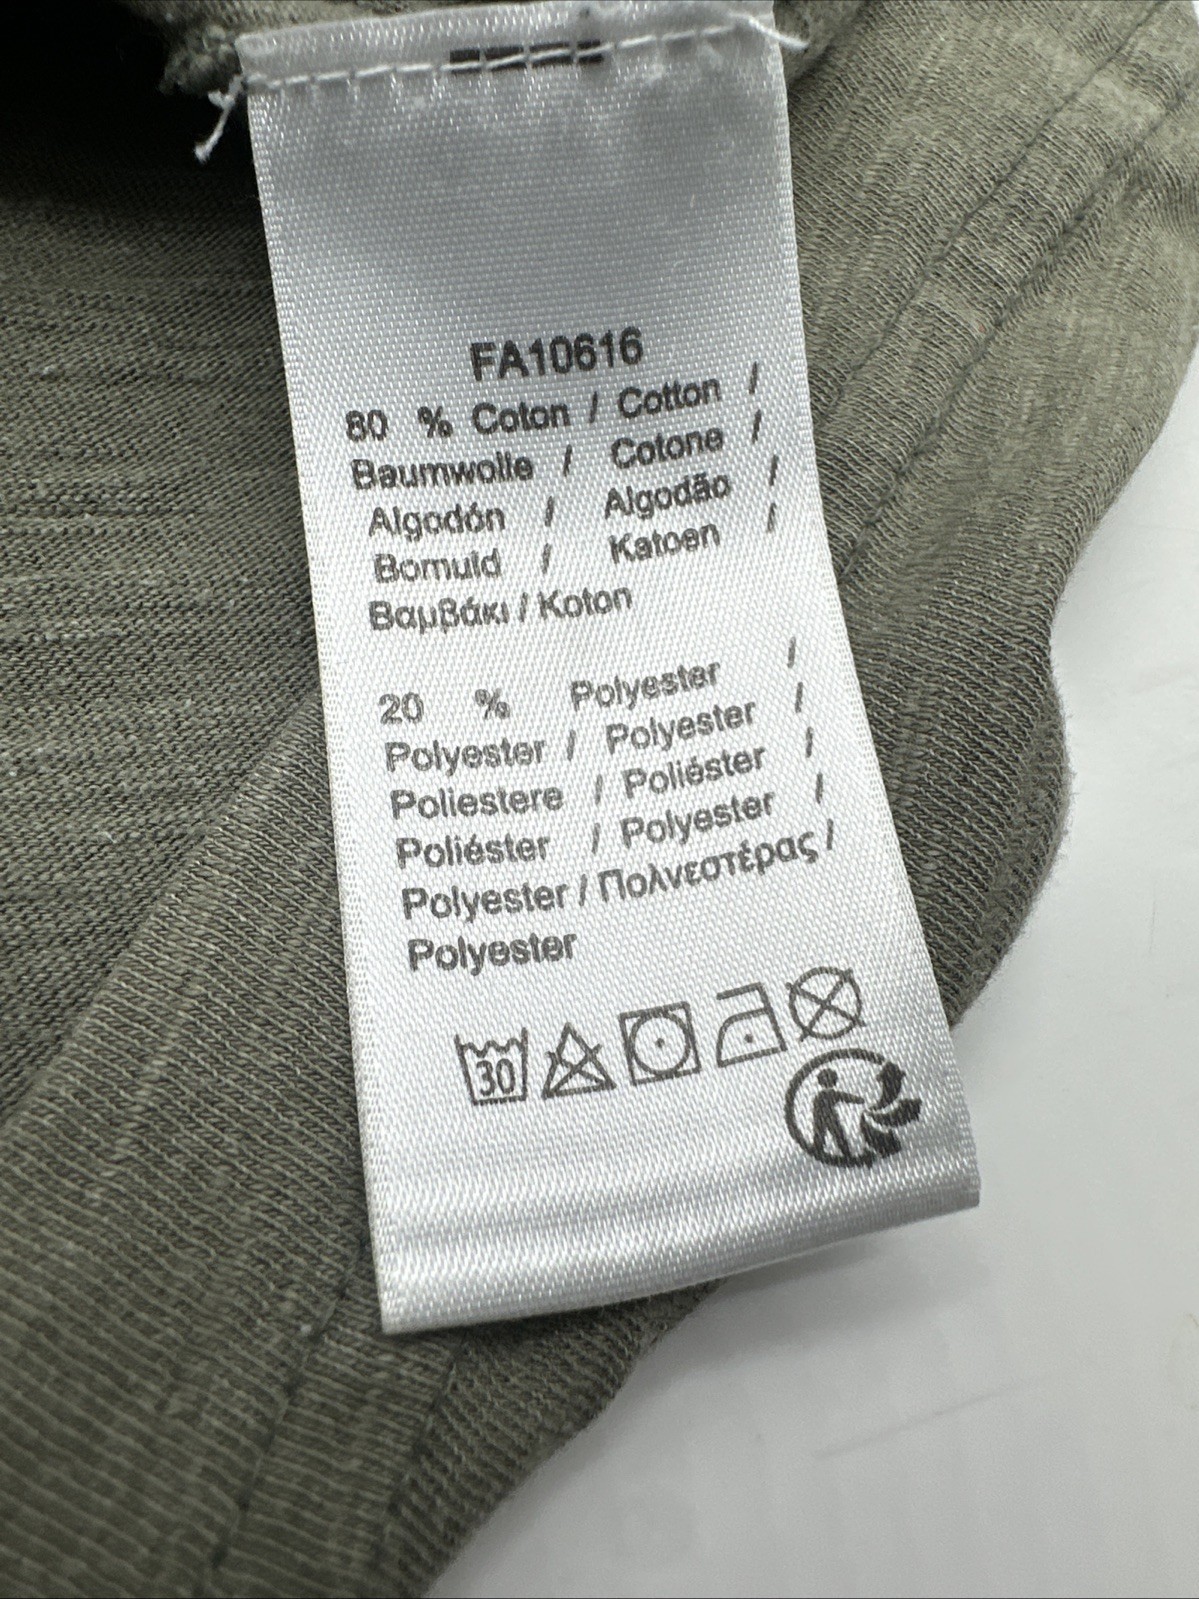 FA10616
80 % Coton / Cotton /
Baumwolle / Cotone /
Algodón / Algodão /
Bomuld / Katoen /
Βαμβάκι / Koton
20 % Polyester /
Polyester / Polyester /
Poliestere / Poliéster /
Poliéster / Polyester /
Polyester / Πολνεστέρας /
Polyester
30